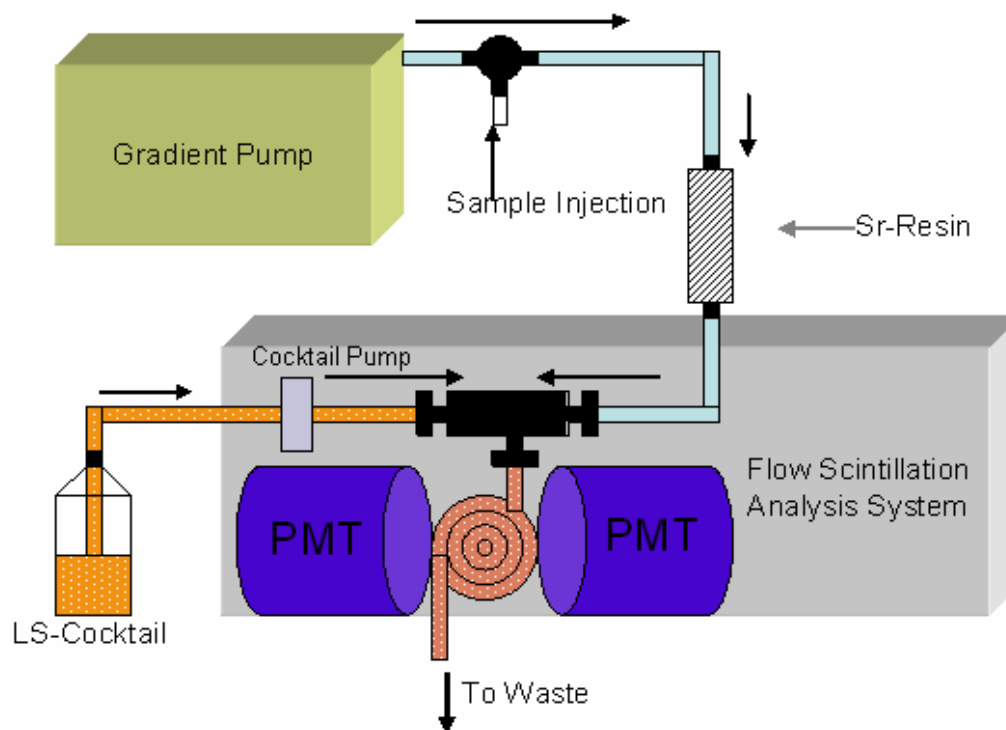 Gradient Pump
Sample Injection
Sr-Resin
Cocktail Pump
Flow Scintillation
Analysis System
PMT
PMT
LS-Cocktail
To Waste